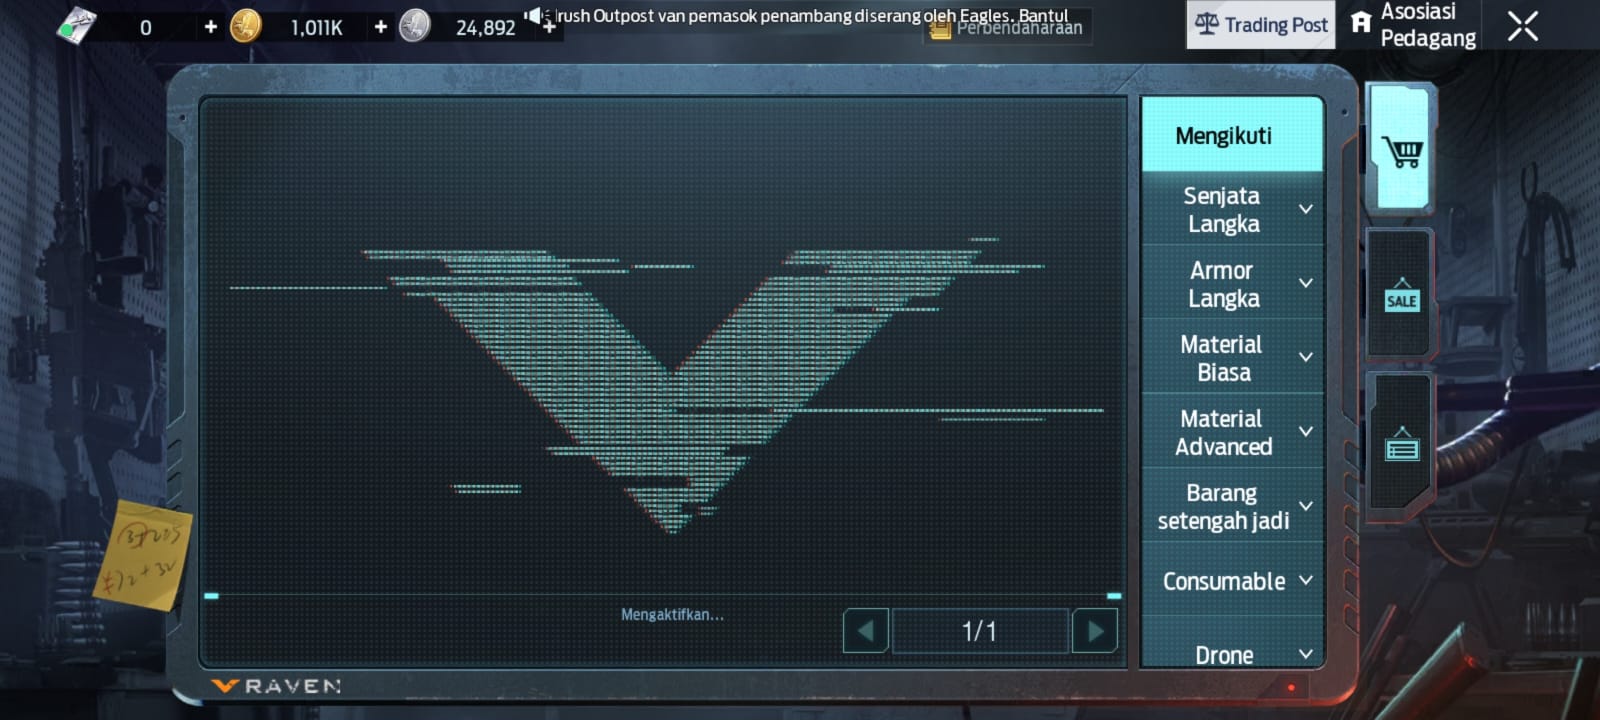 0
1,011K
24,892
rush Outpost van pemasok penambang diserang oleh Eagles. Bantul
Perbendaharaan
Trading Post
Asosiasi
Pedagang
Mengikuti
Senjata
Langka
Armor
Langka
SALE
Material
Biasa
Material
Advanced
Barang
setengah jadi
Consumable
Mengaktifkan...
1/1
Drone
RAVEN